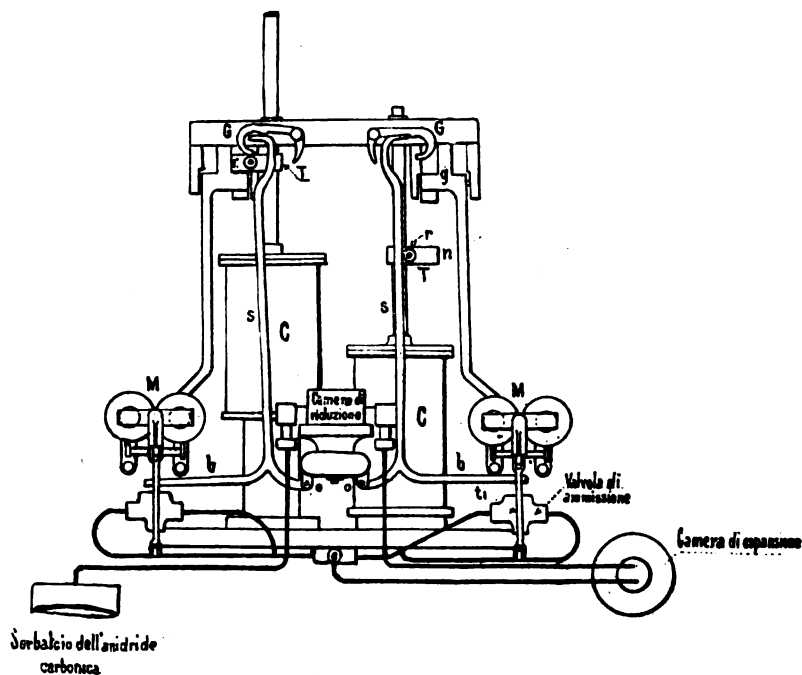 G
G
I
g
r
n
T
s
s
C
M
Camera di
riduzione
C
M
b
b
t1
Valvola di
ammissione
Camera di espansione
Serbatoio dell'anidride
carbonica